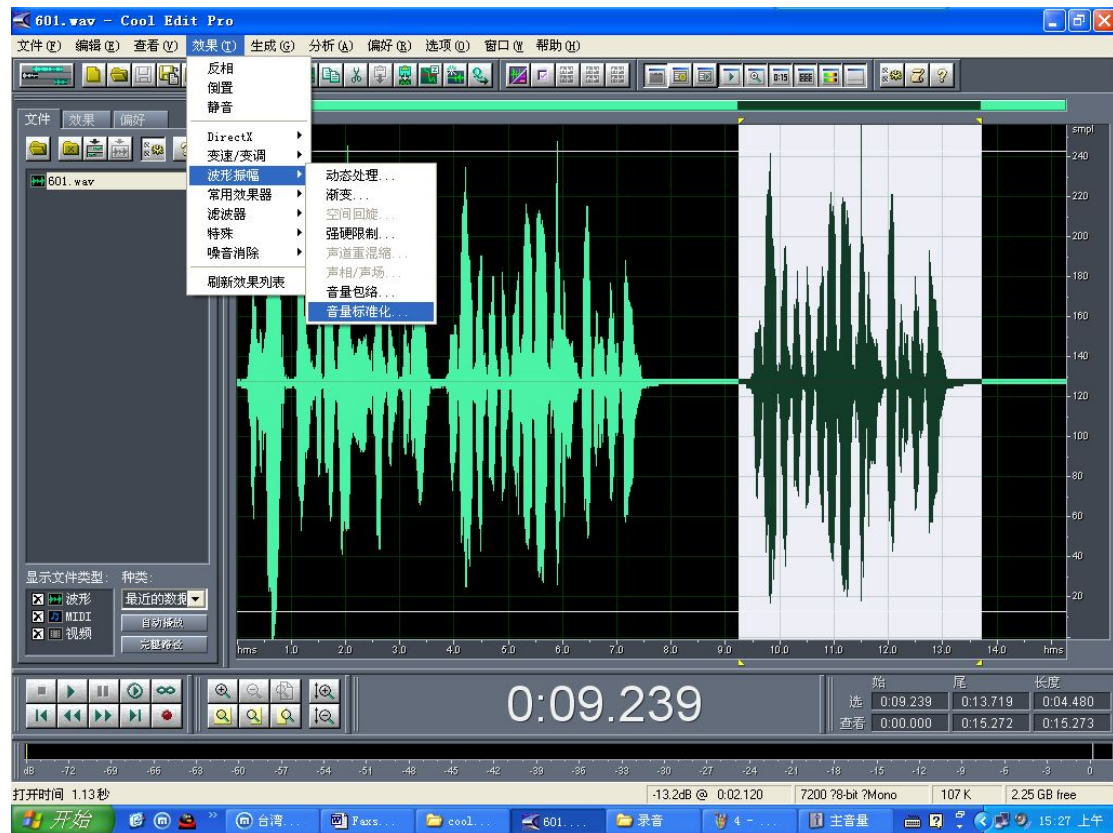 601.wav - Cool Edit Pro
文件(F) 编辑(E) 查看(V) 效果(T) 生成(G) 分析(A) 偏好(R) 选项(O) 窗口(W 帮助(H)
反相
倒置
静音
DirectX
变速/变调
波形振幅
常用效果器
滤波器
特殊
噪音消除
刷新效果列表
动态处理...
渐变...
空间回旋...
强硬限制...
声道重混缩...
声相/声场...
音量包络...
音量标准化...
文件 效果 偏好
601.wav
smpl
240
220
200
180
160
140
120
100
80
60
40
20
显示文件类型: 种类:
波形 最近的数据
MIDI 自动播放
视频 完整路径
hms 1.0 2.0 3.0 4.0 5.0 6.0 7.0 8.0 9.0 10.0 11.0 12.0 13.0 14.0 hms
0:09.239
始 尾 长度
选 0:09.239 0:13.719 0:04.480
查看 0:00.000 0:15.272 0:15.273
dB -72 -69 -66 -63 -60 -57 -54 -51 -48 -45 -42 -39 -36 -33 -30 -27 -24 -21 -18 -15 -12 -9 -6 -3 0
打开时间 1.13秒 -13.2dB @ 0:02.120 7200 ?8-bit ?Mono 107 K 2.25 GB free
开始 台湾... Faxs... cool... 601.... 录音 4 - ... 主音量 15:27 上午